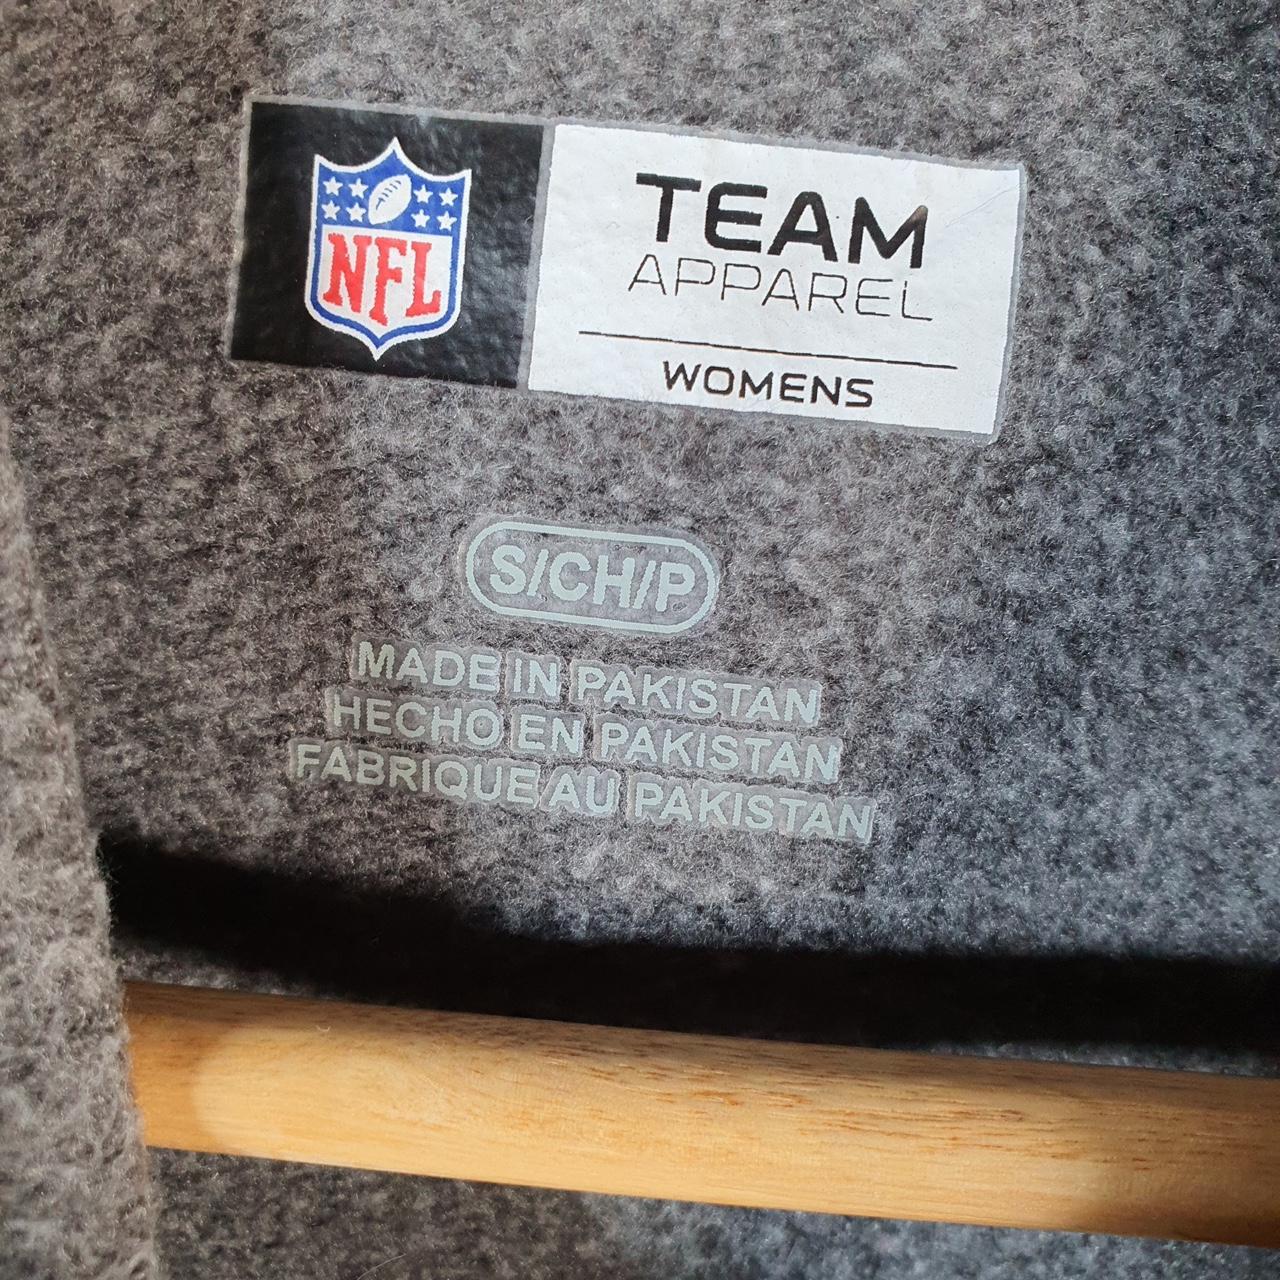 NFL
TEAM
APPAREL
WOMENS
S/CH/P
MADE IN PAKISTAN
HECHO EN PAKISTAN
FABRIQUE AU PAKISTAN